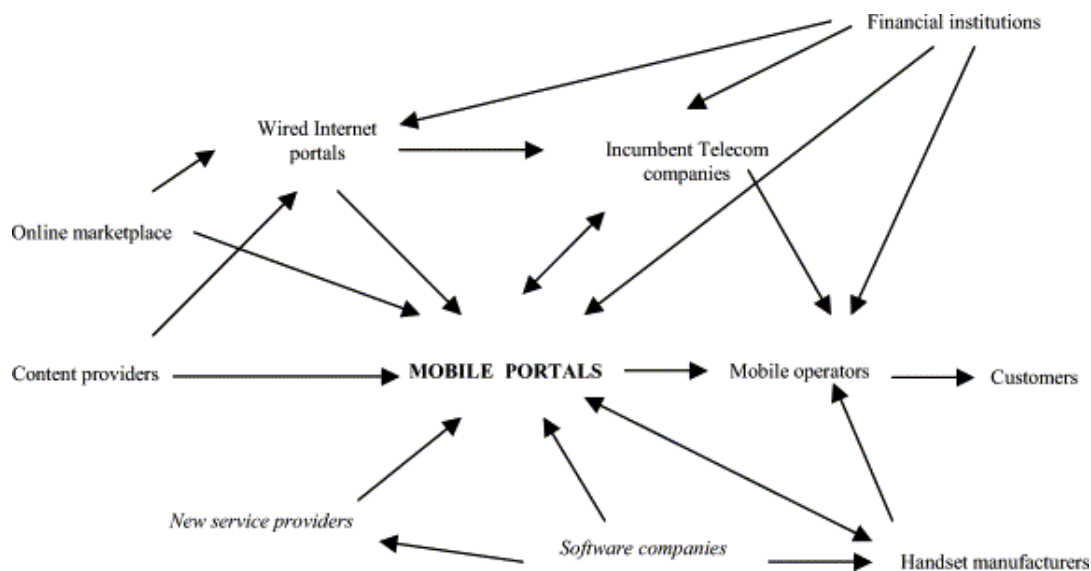 Financial institutions
Wired Internet
portals
Incumbent Telecom
companies
Online marketplace
Content providers
MOBILE PORTALS
Mobile operators
Customers
New service providers
Software companies
Handset manufacturers